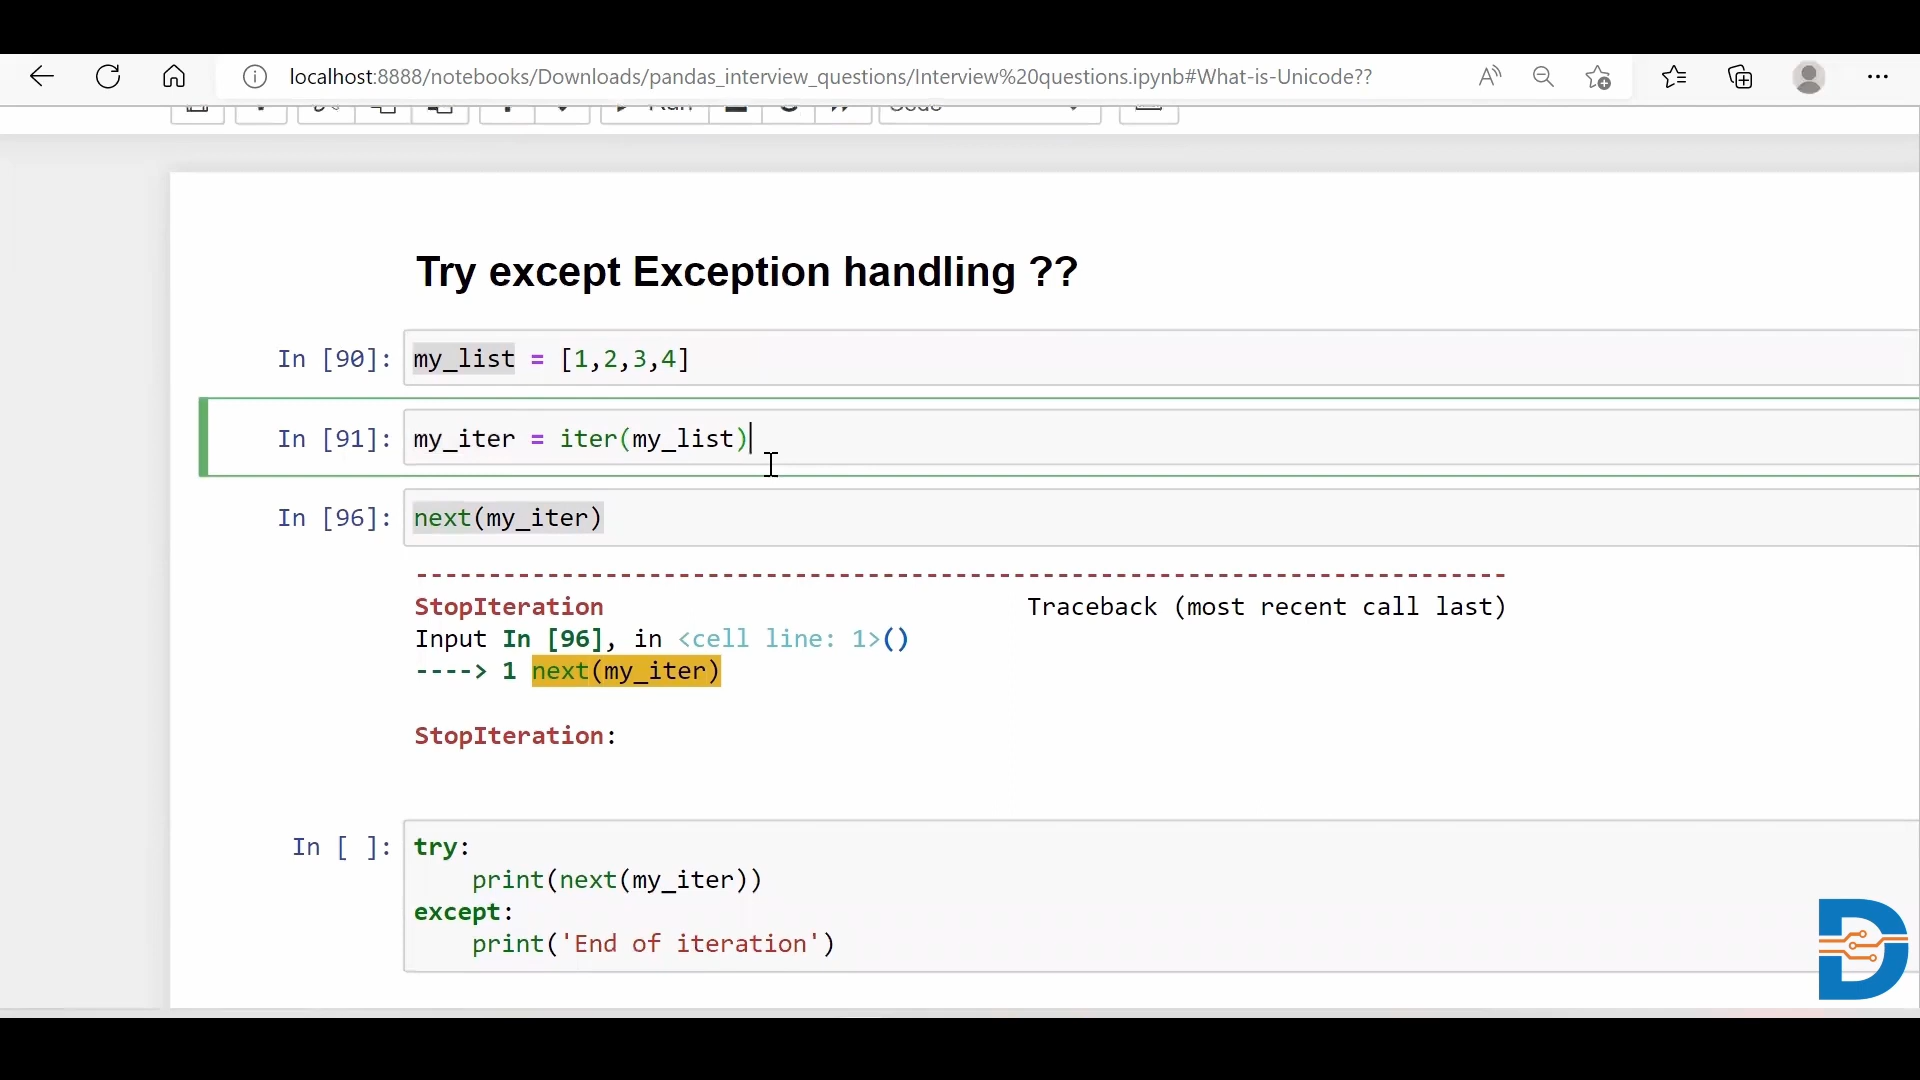 localhost:8888/notebooks/Downloads/pandas_interview_questions/Interview%20questions.ipynb#What-is-Unicode??
Run Code
Try except Exception handling ??
In [90]: my_list = [1,2,3,4]
In [91]: my_iter = iter(my_list)
In [96]: next(my_iter)
---------------------------------------------------------------------------
StopIteration Traceback (most recent call last)
Input In [96], in <cell line: 1>()
----> 1 next(my_iter)
StopIteration:
In [ ]: try:
print(next(my_iter))
except:
print('End of iteration')